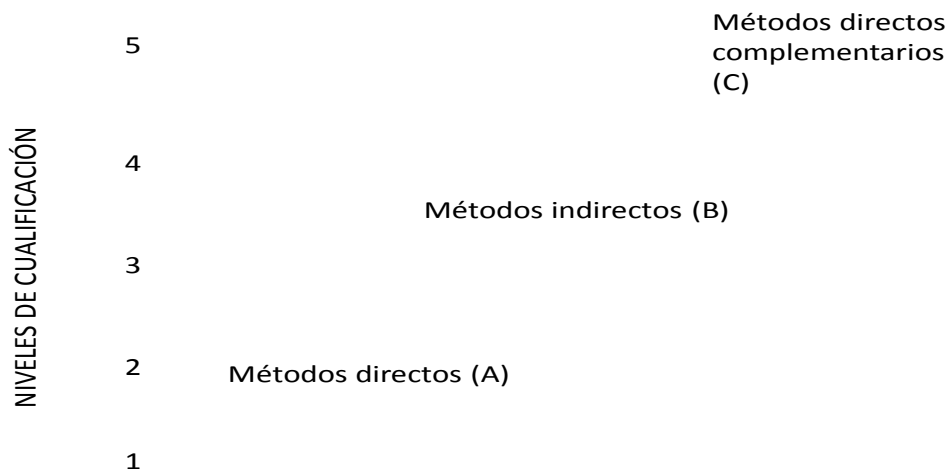 NIVELES DE CUALIFICACIÓN
5
Métodos directos
complementarios
(C)
4
Métodos indirectos (B)
3
2
Métodos directos (A)
1